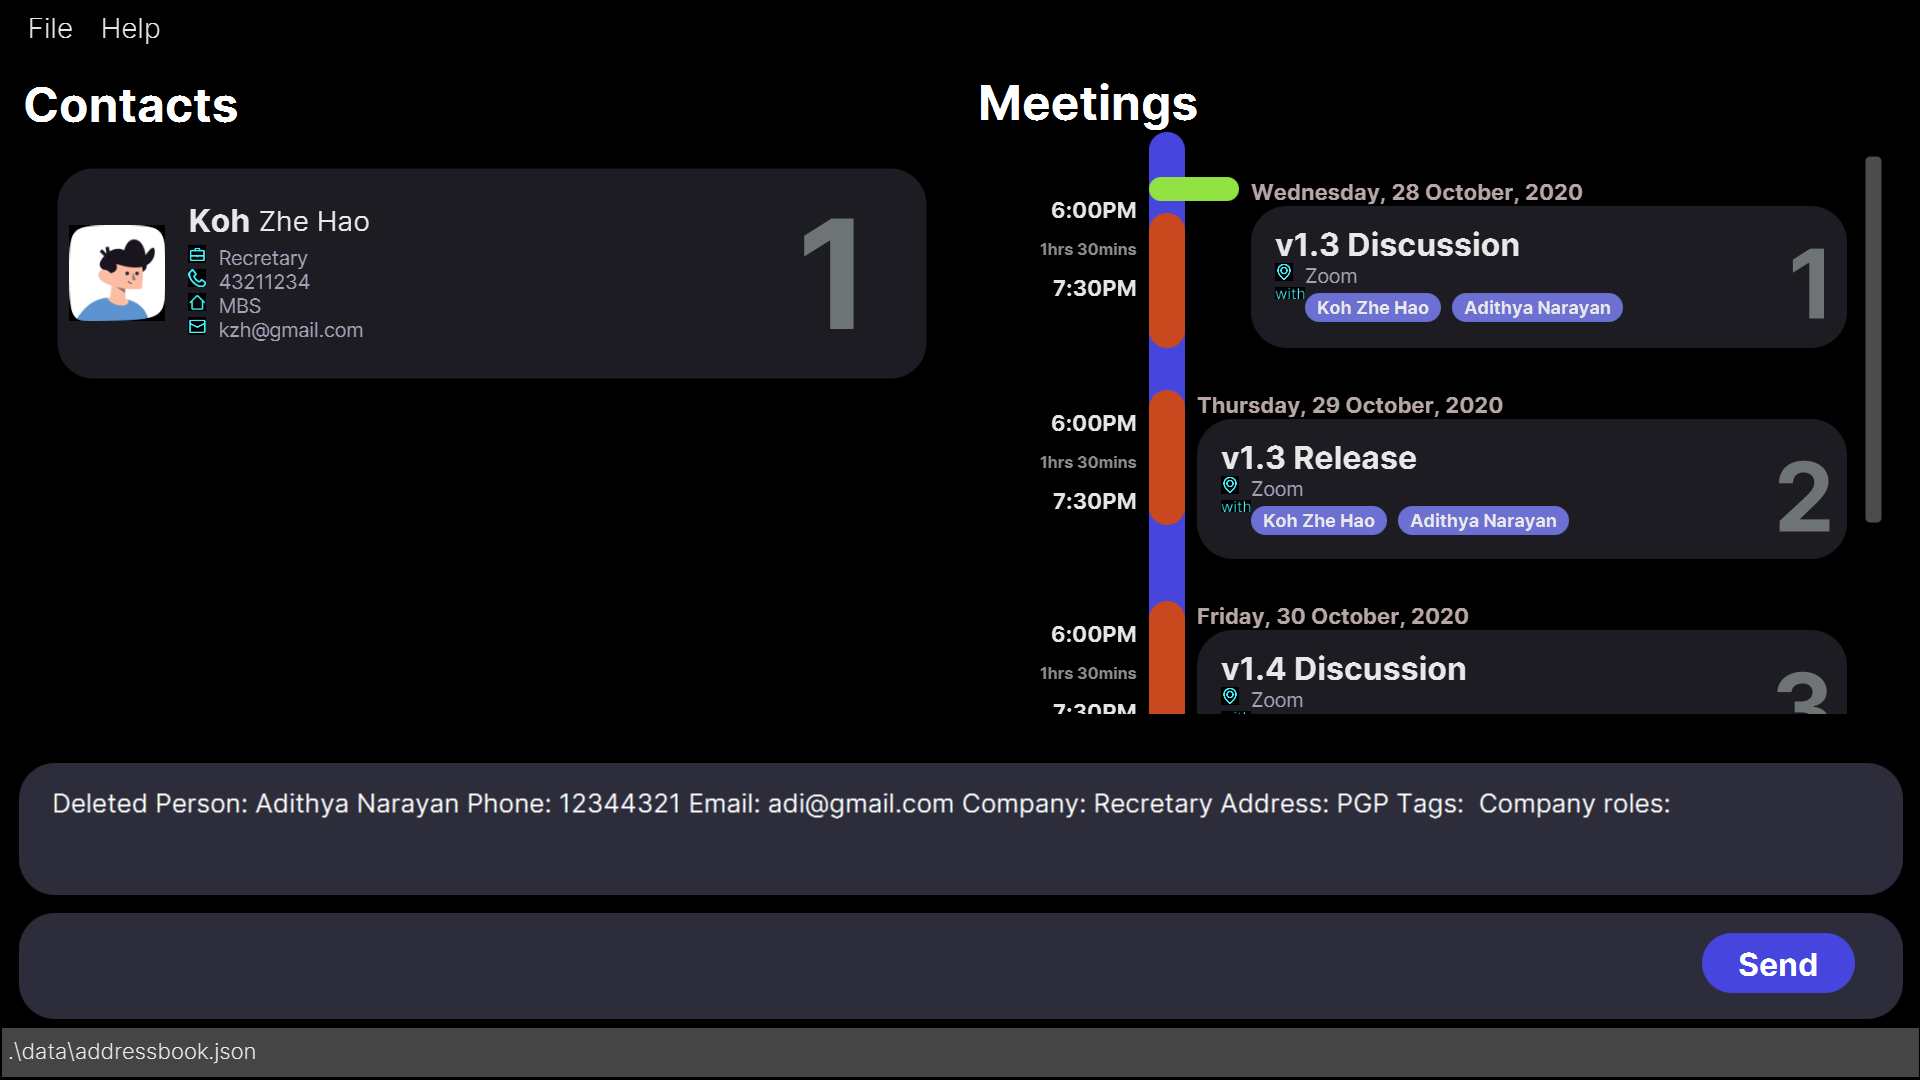 File Help
Contacts
Koh Zhe Hao
Recretary
43211234
MBS
kzh@gmail.com
1
Meetings
6:00PM
1hrs 30mins
7:30PM
Wednesday, 28 October, 2020
v1.3 Discussion
Zoom
with Koh Zhe Hao Adithya Narayan
1
6:00PM
1hrs 30mins
7:30PM
Thursday, 29 October, 2020
v1.3 Release
Zoom
with Koh Zhe Hao Adithya Narayan
2
6:00PM
1hrs 30mins
7:30PM
Friday, 30 October, 2020
v1.4 Discussion
Zoom
3
Deleted Person: Adithya Narayan Phone: 12344321 Email: adi@gmail.com Company: Recretary Address: PGP Tags:  Company roles:
Send
.\data\addressbook.json